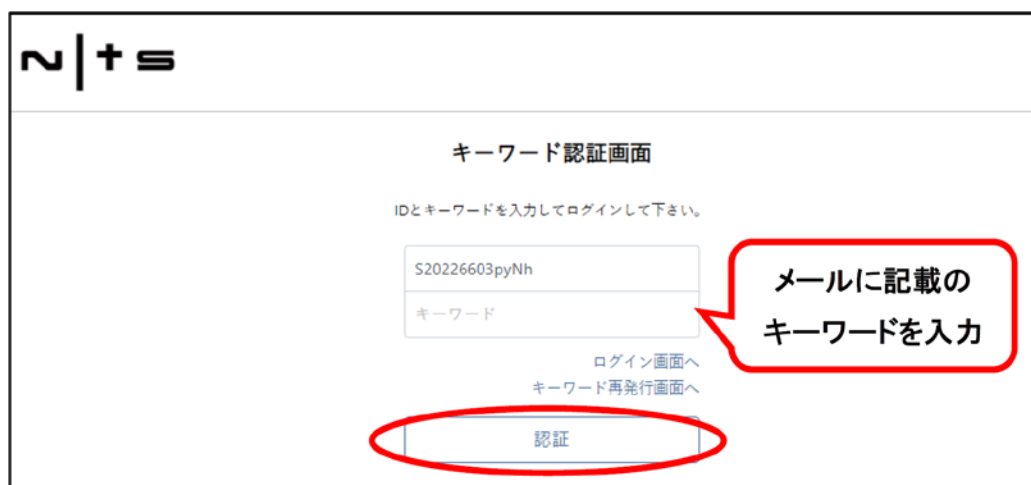 N|ts
キーワード認証画面
IDとキーワードを入力してログインして下さい。
S20226603pyNh
キーワード
メールに記載の
キーワードを入力
ログイン画面へ
キーワード再発行画面へ
認証